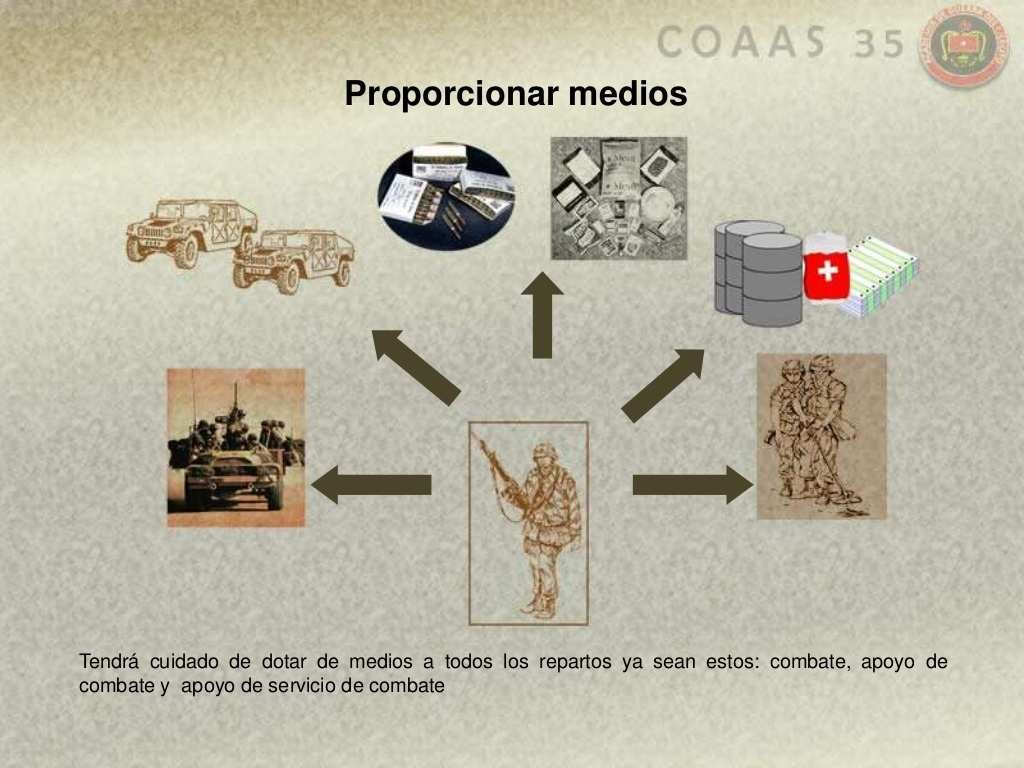 COAAS 35
Proporcionar medios
Tendrá cuidado de dotar de medios a todos los repartos ya sean estos: combate, apoyo de
combate y apoyo de servicio de combate